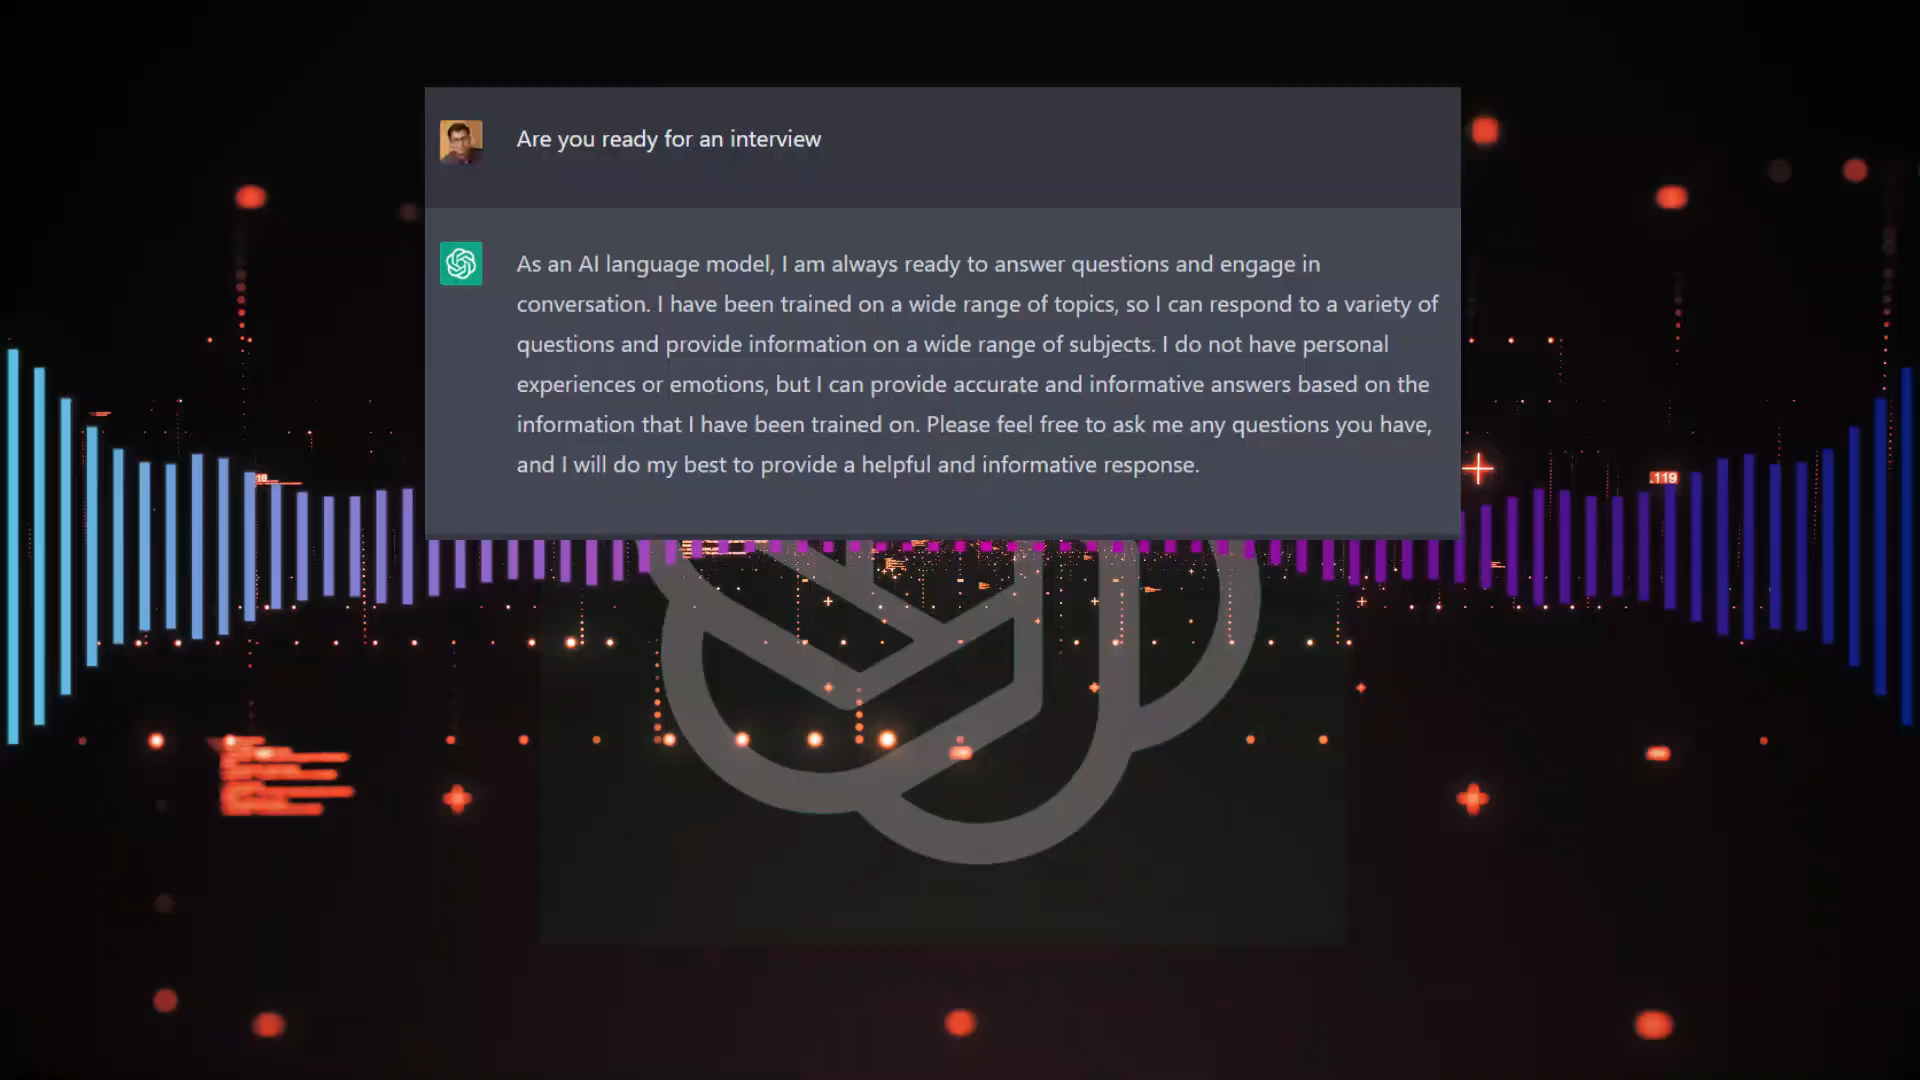 Are you ready for an interview
As an AI language model, I am always ready to answer questions and engage in
conversation. I have been trained on a wide range of topics, so I can respond to a variety of
questions and provide information on a wide range of subjects. I do not have personal
experiences or emotions, but I can provide accurate and informative answers based on the
information that I have been trained on. Please feel free to ask me any questions you have,
and I will do my best to provide a helpful and informative response.
.119